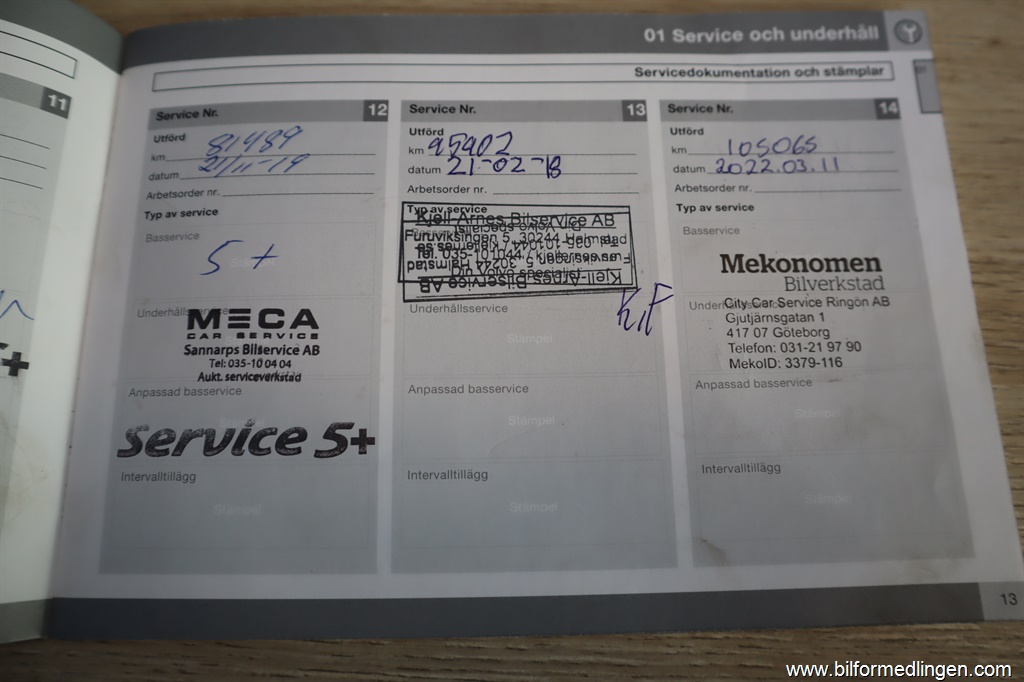 01 Service och underhåll
Servicedokumentation och stämplar
11
Service Nr. 12
Utförd
km 81489
datum 21/11-19
Arbetsorder nr.
Typ av service
Basservice
5 +
Underhållsservice
MECA
CAR SERVICE
Sannarps Bilservice AB
Tel: 035-10 04 04
Aukt. serviceverkstad
Anpassad basservice
Service 5+
Intervalltillägg
Stämpel
Service Nr. 13
Utförd
km 95902
datum 21-02-18
Arbetsorder nr.
Typ av service
Kjell-Arnes Bilservice AB
Furuviksringen 5, 30244 Halmstad
Tel. 035-101044 / kjellarnes.se
Din Volvo specialist
Underhållsservice
Stämpel
Anpassad basservice
Stämpel
Intervalltillägg
Stämpel
Service Nr. 14
Utförd
km 105065
datum 2022.03.11
Arbetsorder nr.
Typ av service
Basservice
Mekonomen
Bilverkstad
Underhållsservice
City Car Service Ringön AB
Gjutjärnsgatan 1
417 07 Göteborg
Telefon: 031-21 97 90
MekoID: 3379-116
Anpassad basservice
Stämpel
Intervalltillägg
Stämpel
5+
13
www.bilformedlingen.com